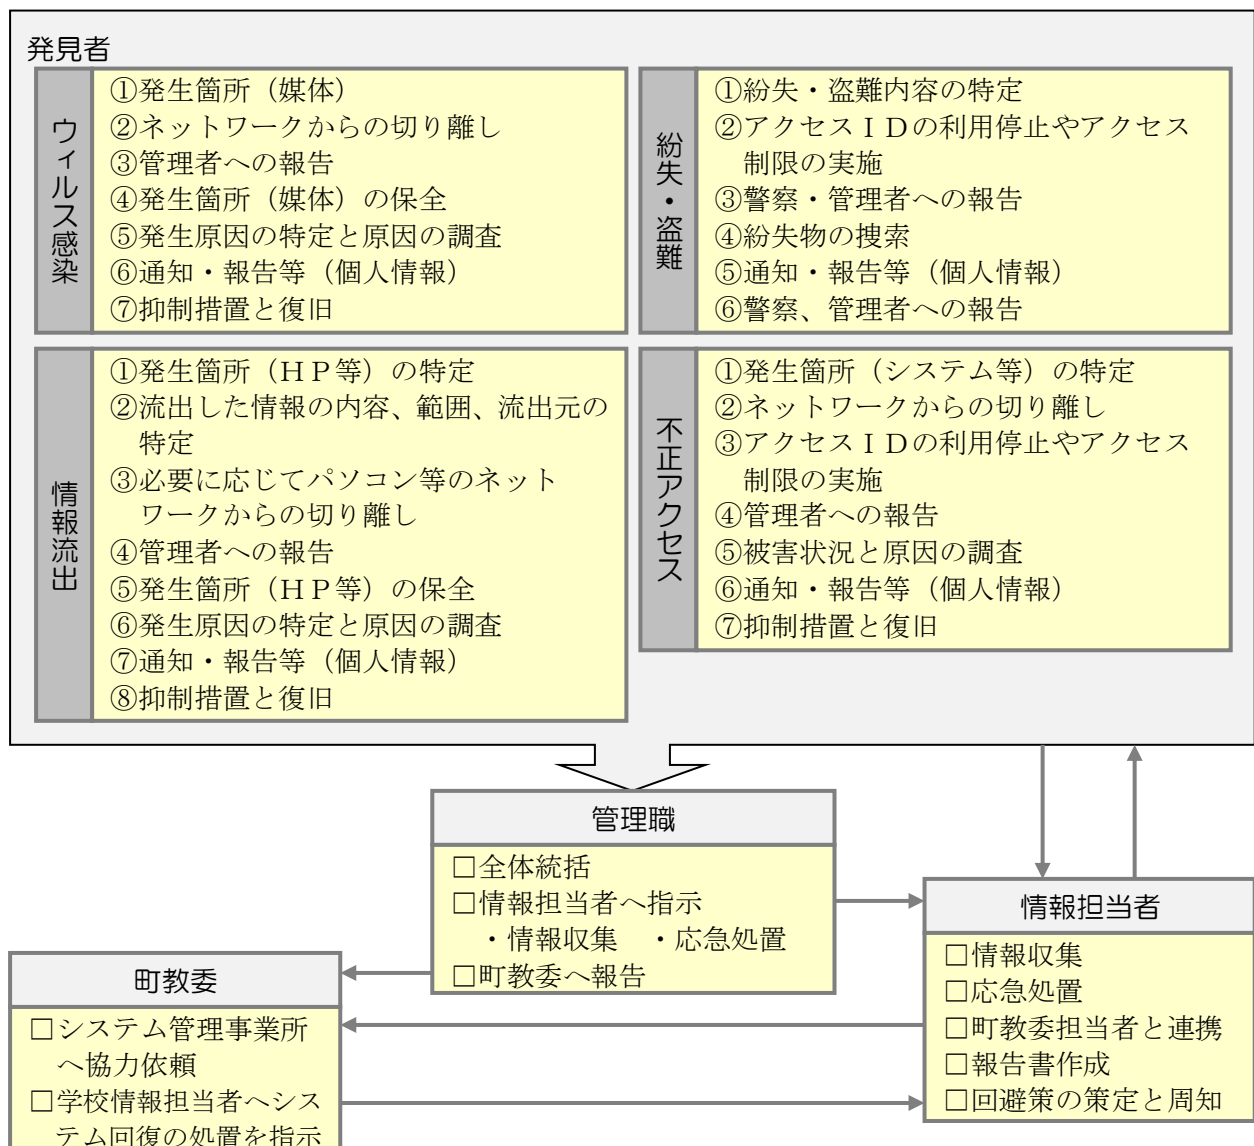 発見者
ウィルス感染
①発生箇所（媒体）
②ネットワークからの切り離し
③管理者への報告
④発生箇所（媒体）の保全
⑤発生原因の特定と原因の調査
⑥通知・報告等（個人情報）
⑦抑制措置と復旧
紛失・盗難
①紛失・盗難内容の特定
②アクセスＩＤの利用停止やアクセス
制限の実施
③警察・管理者への報告
④紛失物の捜索
⑤通知・報告等（個人情報）
⑥警察、管理者への報告
情報流出
①発生箇所（ＨＰ等）の特定
②流出した情報の内容、範囲、流出元の
特定
③必要に応じてパソコン等のネット
ワークからの切り離し
④管理者への報告
⑤発生箇所（ＨＰ等）の保全
⑥発生原因の特定と原因の調査
⑦通知・報告等（個人情報）
⑧抑制措置と復旧
不正アクセス
①発生箇所（システム等）の特定
②ネットワークからの切り離し
③アクセスＩＤの利用停止やアクセス
制限の実施
④管理者への報告
⑤被害状況と原因の調査
⑥通知・報告等（個人情報）
⑦抑制措置と復旧
管理職
□全体統括
□情報担当者へ指示
・情報収集　・応急処置
□町教委へ報告
情報担当者
□情報収集
□応急処置
□町教委担当者と連携
□報告書作成
□回避策の策定と周知
町教委
□システム管理事業所
へ協力依頼
□学校情報担当者へシス
テム回復の処置を指示